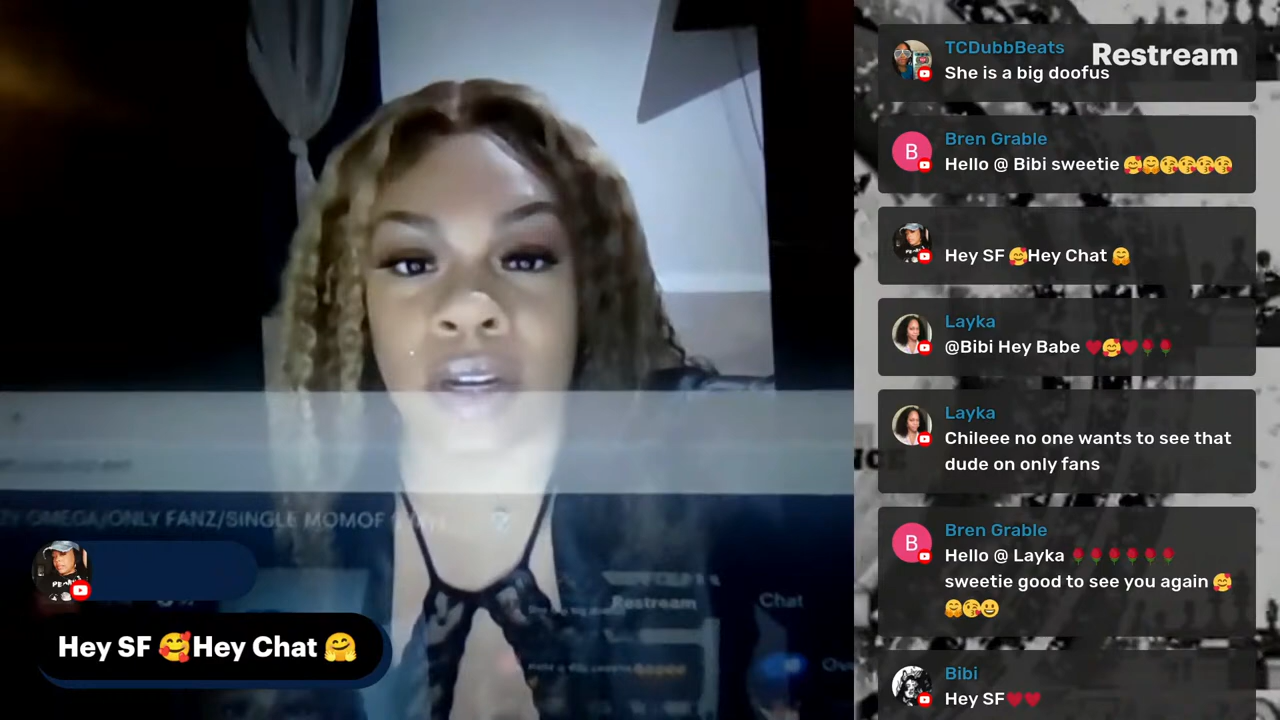 TCDubbBeats
Restream
She is a big doofus
B
Bren Grable
Hello @ Bibi sweetie 🥰🤗😘😘😘😘
Hey SF 🥰Hey Chat 🤗
Layka
@Bibi Hey Babe ❤️🥰❤️🌹🌹
Layka
Chileee no one wants to see that
dude on only fans
B
Bren Grable
Hello @ Layka 🌹🌹🌹🌹🌹🌹
sweetie good to see you again 🥰
🤗😘😀
Bibi
Hey SF❤️❤️
OMEGA/ONLY FANZ/SINGLE MOMOF
Restream
Chat
Hey SF 🥰Hey Chat 🤗